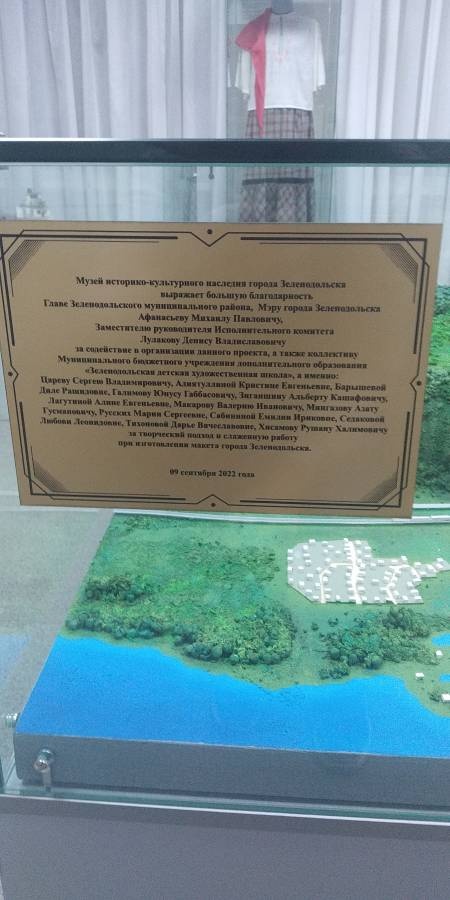 Музей историко-культурного наследия города Зеленодольска
выражает большую благодарность
Главе Зеленодольского муниципального района, Мэру города Зеленодольска
Афанасьеву Михаилу Павловичу,
Заместителю руководителя Исполнительного комитета
Лулакову Денису Владиславовичу
за содействие в организации данного проекта, а также коллективу
Муниципального бюджетного учреждения дополнительного образования
«Зеленодольская детская художественная школа», а именно:
Цареву Сергею Владимировичу, Алиятуллиной Кристине Евгеньевне, Барышевой
Диле Рашидовне, Галимову Юнусу Габбасовичу, Зиганшину Альберту Кашафовичу,
Лагутиной Алине Евгеньевне, Макарову Валерию Ивановичу, Мингазову Азату
Гусмановичу, Русских Марии Сергеевне, Сабининой Емилии Ириковне, Седаковой
Любови Леонидовне, Тихоновой Дарье Вячеславовне, Хисамову Рушану Халимовичу
за творческий подход и слаженную работу
при изготовлении макета города Зеленодольска.
09 сентября 2022 года